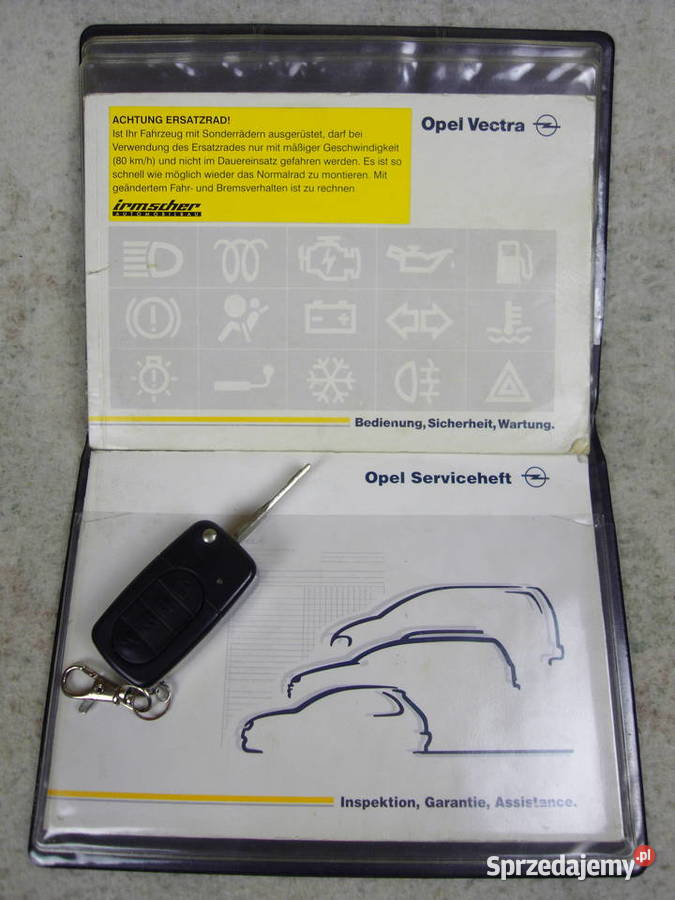 ACHTUNG ERSATZRAD!
Ist Ihr Fahrzeug mit Sonderrädern ausgerüstet, darf bei
Verwendung des Ersatzrades nur mit mäßiger Geschwindigkeit
(80 km/h) und nicht im Dauereinsatz gefahren werden. Es ist so
schnell wie möglich wieder das Normalrad zu montieren. Mit
geändertem Fahr- und Bremsverhalten ist zu rechnen
irmscher
AUTOMOBILBAU
Opel Vectra
Bedienung, Sicherheit, Wartung.
Opel Serviceheft
Inspektion, Garantie, Assistance.
Sprzedajemy.pl